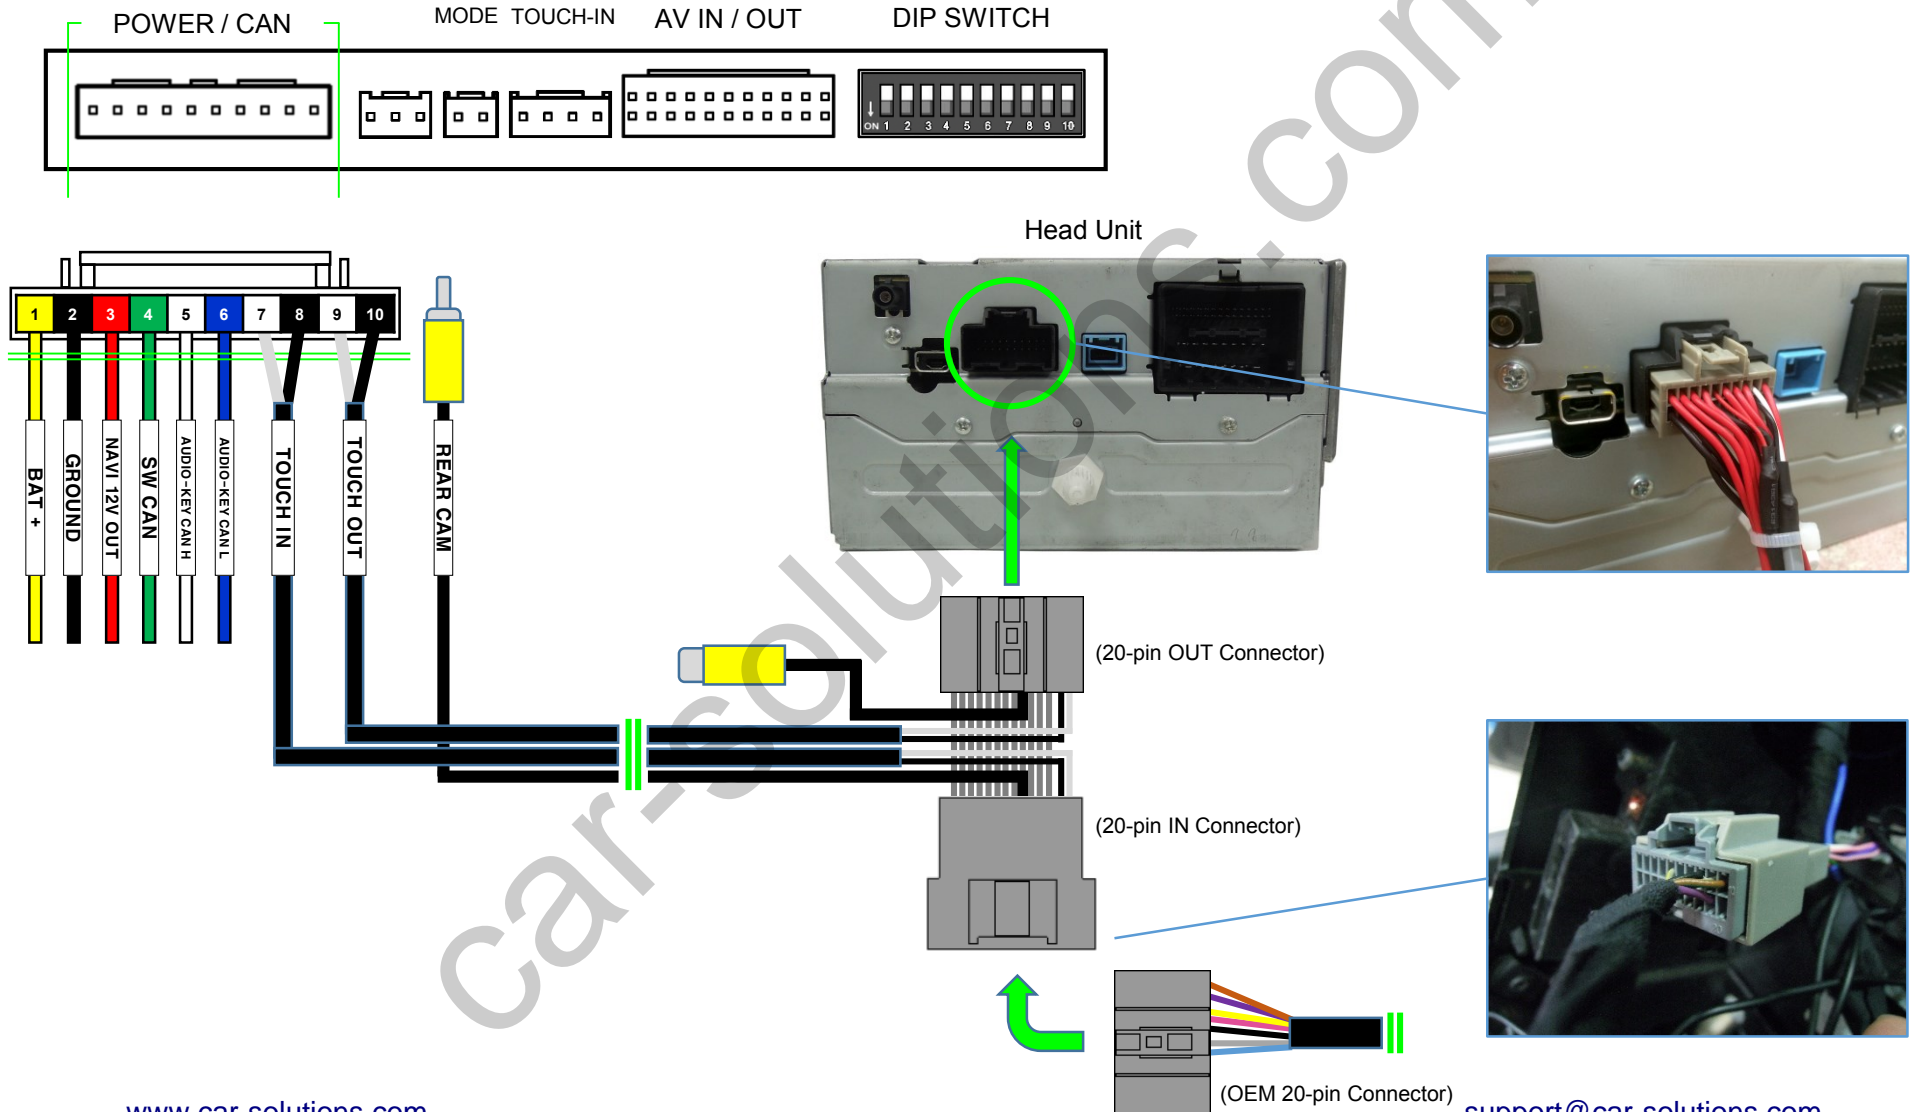 POWER / CAN
MODE
TOUCH-IN
AV IN / OUT
DIP SWITCH
ON 1 2 3 4 5 6 7 8 9 10
Head Unit
1 2 3 4 5 6 7 8 9 10
BAT +
GROUND
NAVI 12V OUT
SW CAN
AUDIO-KEY CAN H
AUDIO-KEY CAN L
TOUCH IN
TOUCH OUT
REAR CAM
(20-pin OUT Connector)
(20-pin IN Connector)
(OEM 20-pin Connector)
car-solutions.com
www.car-solutions.com
support@car-solutions.com